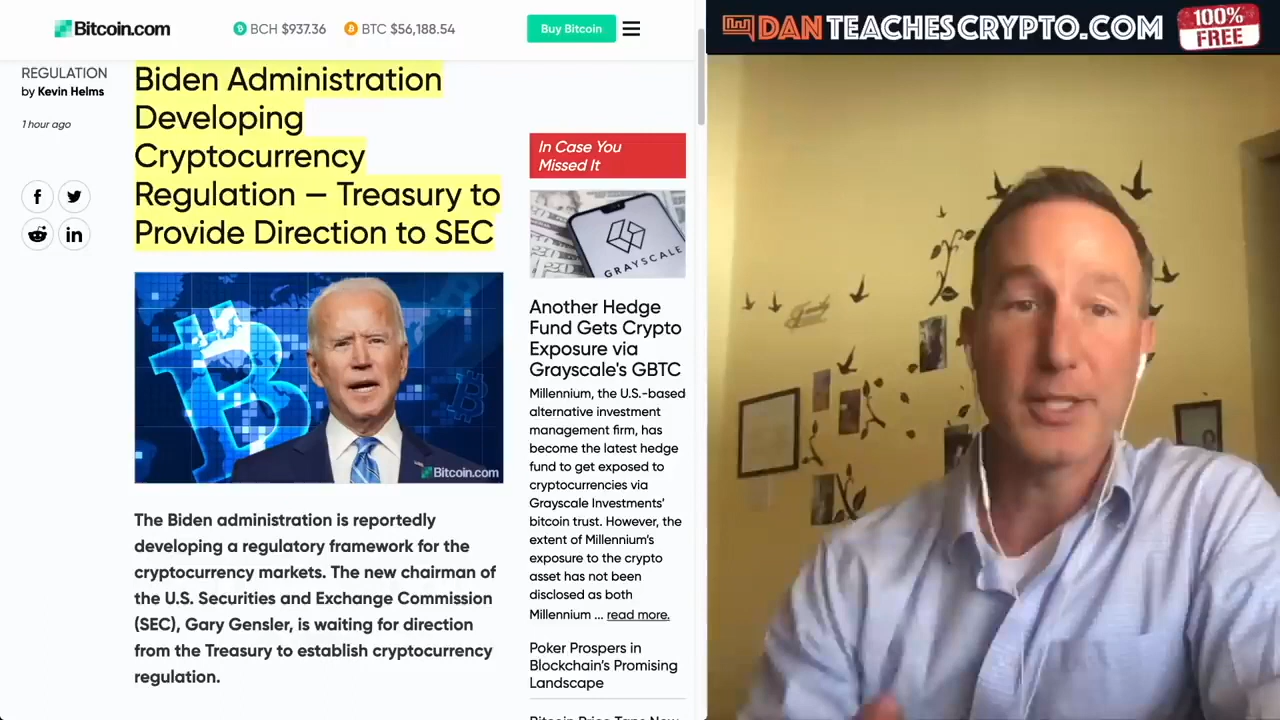 Bitcoin.com
BCH $937.36
BTC $56,188.54
Buy Bitcoin
DANTEACHESCRYPTO.COM
100%
FREE
REGULATION
by Kevin Helms
1 hour ago
Biden Administration
Developing
Cryptocurrency
Regulation — Treasury to
Provide Direction to SEC
Bitcoin.com
The Biden administration is reportedly
developing a regulatory framework for the
cryptocurrency markets. The new chairman of
the U.S. Securities and Exchange Commission
(SEC), Gary Gensler, is waiting for direction
from the Treasury to establish cryptocurrency
regulation.
In Case You
Missed It
GRAYSCALE
Another Hedge
Fund Gets Crypto
Exposure via
Grayscale's GBTC
Millennium, the U.S.-based
alternative investment
management firm, has
become the latest hedge
fund to get exposed to
cryptocurrencies via
Grayscale Investments'
bitcoin trust. However, the
extent of Millennium's
exposure to the crypto
asset has not been
disclosed as both
Millennium ... read more.
Poker Prospers in
Blockchain's Promising
Landscape